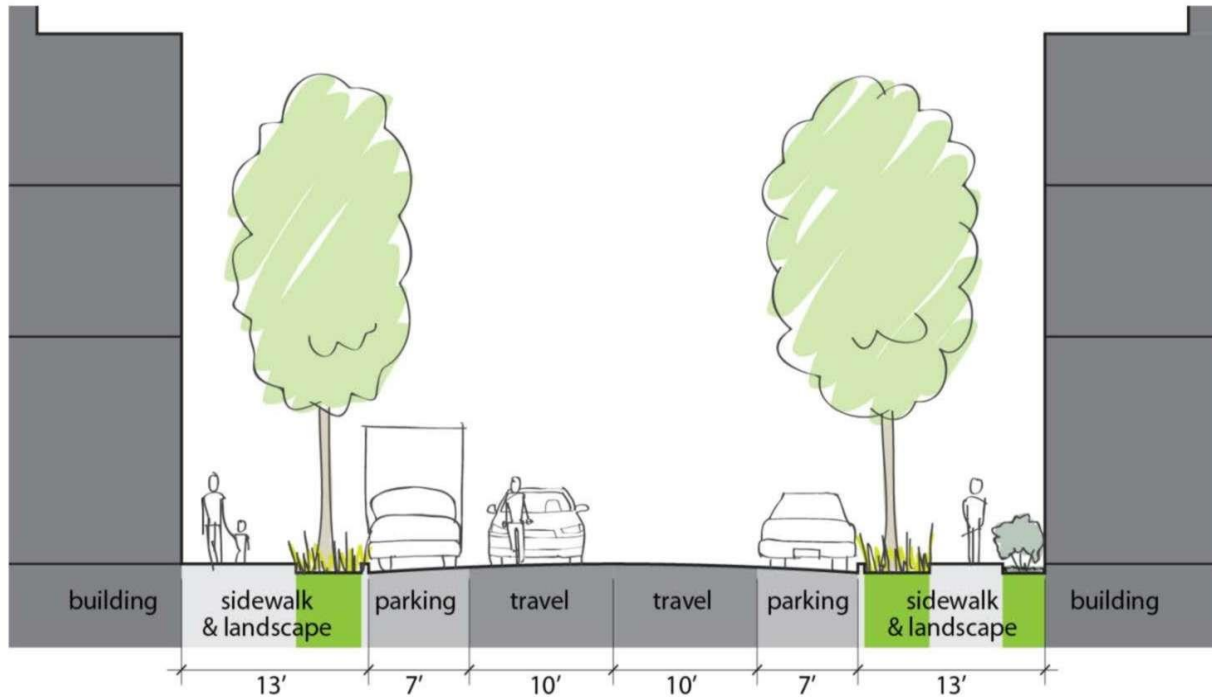 building
sidewalk
& landscape
parking
travel
travel
parking
sidewalk
& landscape
building
13’
7’
10’
10’
7’
13’